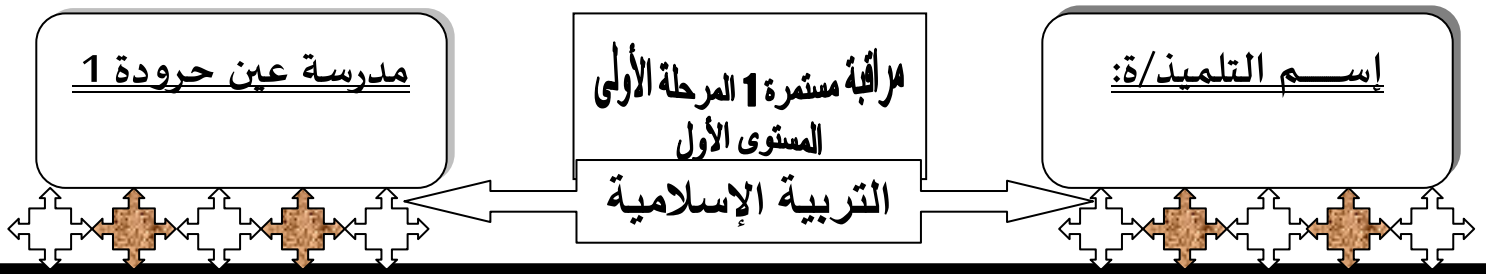 إســـم التلميذ/ة:
مراقبة مستمرة 1 المرحلة الأولى
المستوى الأول
التربية الإسلامية
مدرسة عين حرودة 1